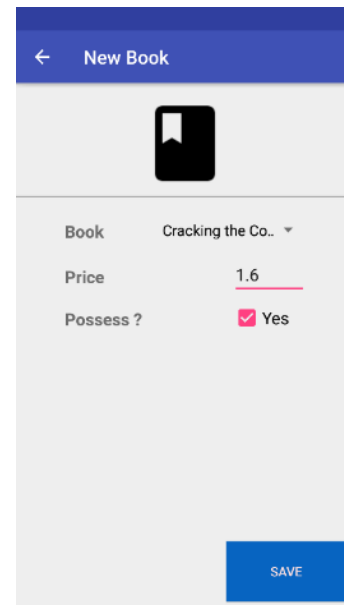 New Book
Book Cracking the Co..
Price 1.6
Possess ? Yes
SAVE